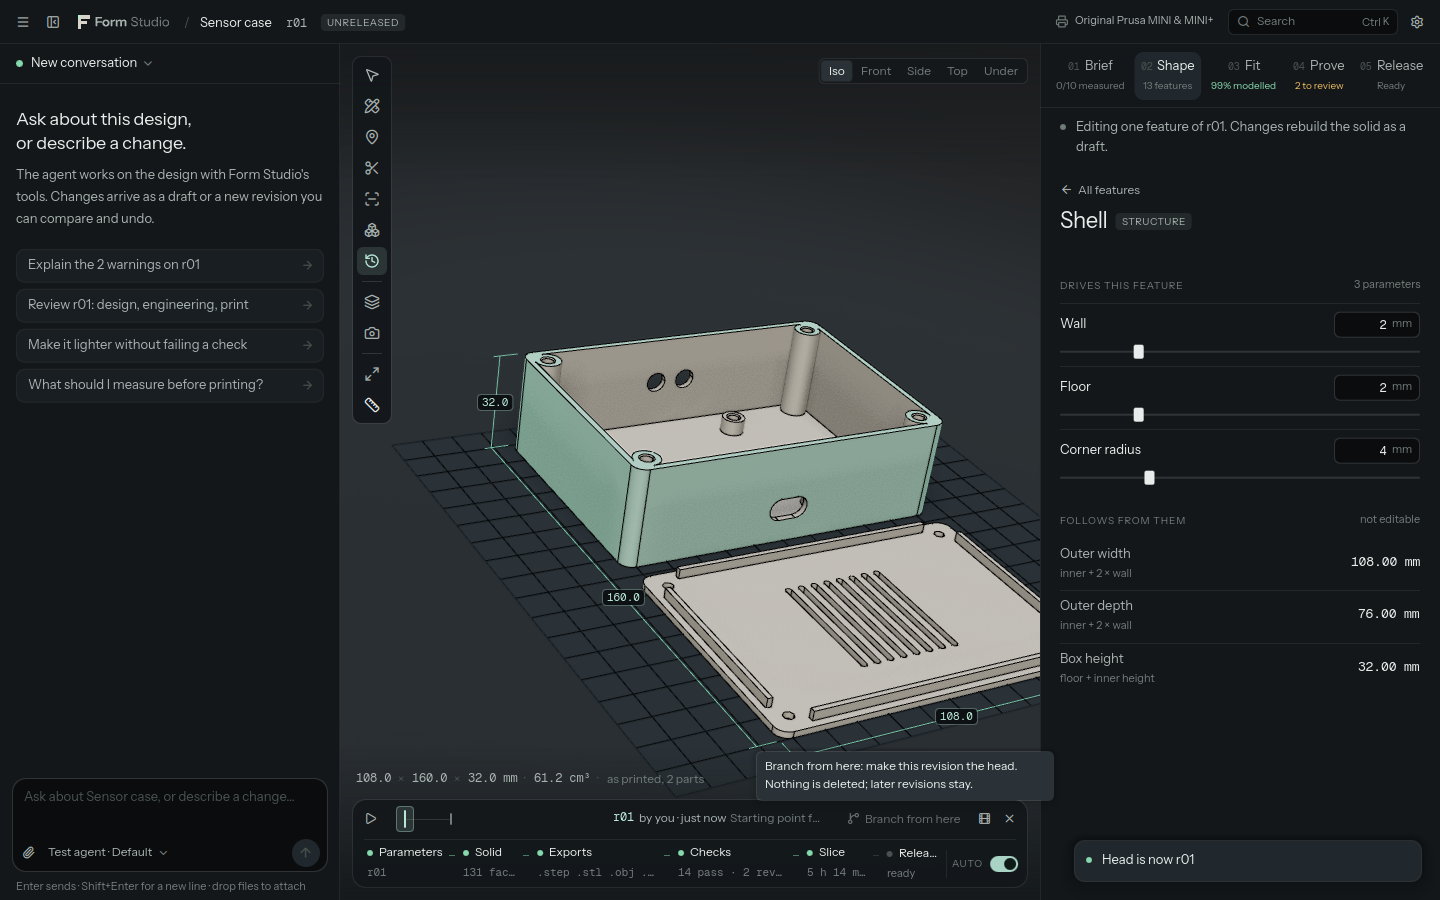 Form Studio / Sensor case r01 UNRELEASED
Original Prusa MINI & MINI+
Search Ctrl K
New conversation
Ask about this design,
or describe a change.
The agent works on the design with Form Studio's
tools. Changes arrive as a draft or a new revision you
can compare and undo.
Explain the 2 warnings on r01
Review r01: design, engineering, print
Make it lighter without failing a check
What should I measure before printing?
Ask about Sensor case, or describe a change...
Test agent · Default
Enter sends · Shift+Enter for a new line · drop files to attach
Iso Front Side Top Under
32.0
160.0
108.0
108.0 × 160.0 × 32.0 mm · 61.2 cm³ · as printed, 2 parts
Branch from here: make this revision the head.
Nothing is deleted; later revisions stay.
r01 by you · just now Starting point f...
Branch from here
Parameters
r01
Solid
131 fac...
Exports
.step .stl .obj ...
Checks
14 pass · 2 rev...
Slice
5 h 14 m...
Relea...
ready
AUTO
01 Brief
0/10 measured
02 Shape
13 features
03 Fit
99% modelled
04 Prove
2 to review
05 Release
Ready
Editing one feature of r01. Changes rebuild the solid as a
draft.
All features
Shell STRUCTURE
DRIVES THIS FEATURE 3 parameters
Wall 2 mm
Floor 2 mm
Corner radius 4 mm
FOLLOWS FROM THEM not editable
Outer width 108.00 mm
inner + 2 × wall
Outer depth 76.00 mm
inner + 2 × wall
Box height 32.00 mm
floor + inner height
Head is now r01